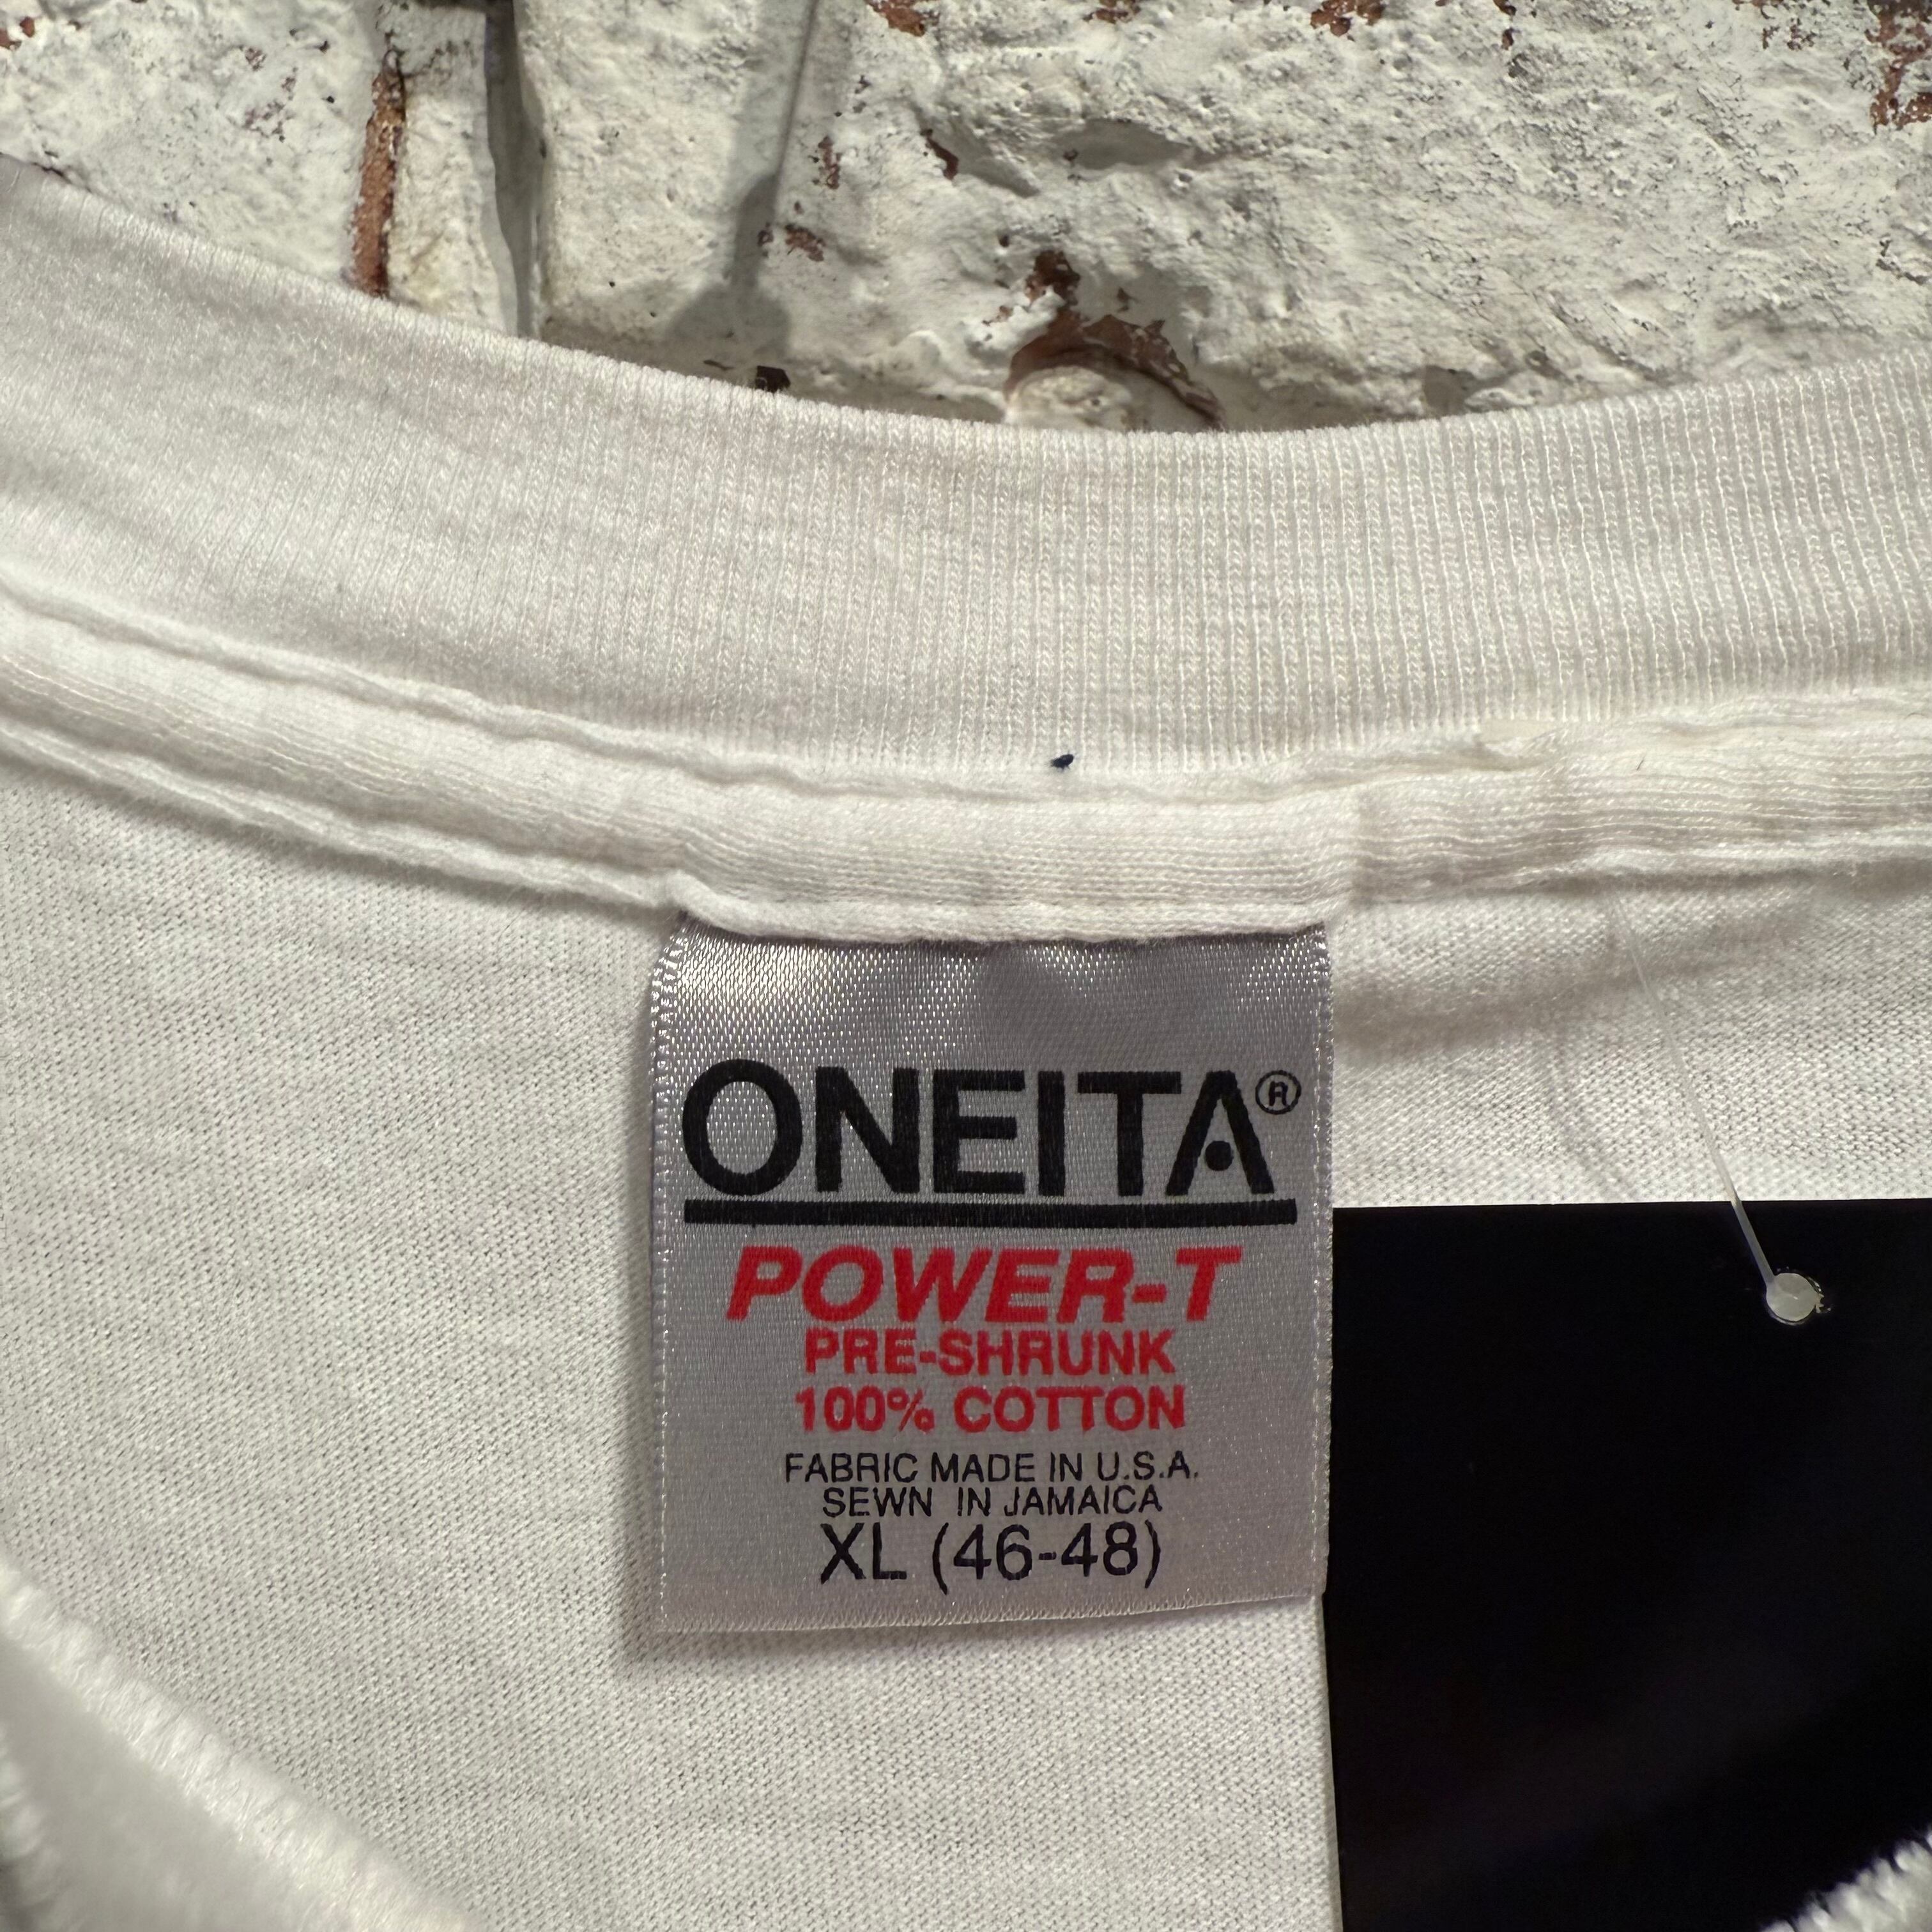 ONEITA®
POWER-T
PRE-SHRUNK
100% COTTON
FABRIC MADE IN U.S.A.
SEWN IN JAMAICA
XL (46-48)